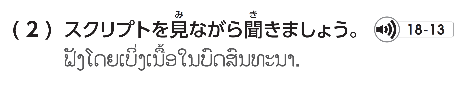 (2) スクリプトを見ながら聞きましょう。 18-13
ຟັງໂດຍເບິ່ງເນື້ອໃນບົດສົນທະນາ.